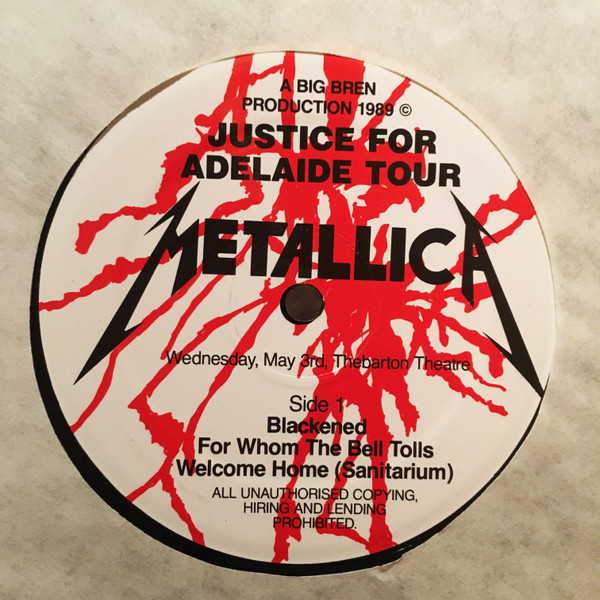 A BIG BREN
PRODUCTION 1989 ©
JUSTICE FOR
ADELAIDE TOUR
METALLICA
Wednesday, May 3rd, Thebarton Theatre
Side 1
Blackened
For Whom The Bell Tolls
Welcome Home (Sanitarium)
ALL UNAUTHORISED COPYING,
HIRING AND LENDING
PROHIBITED.